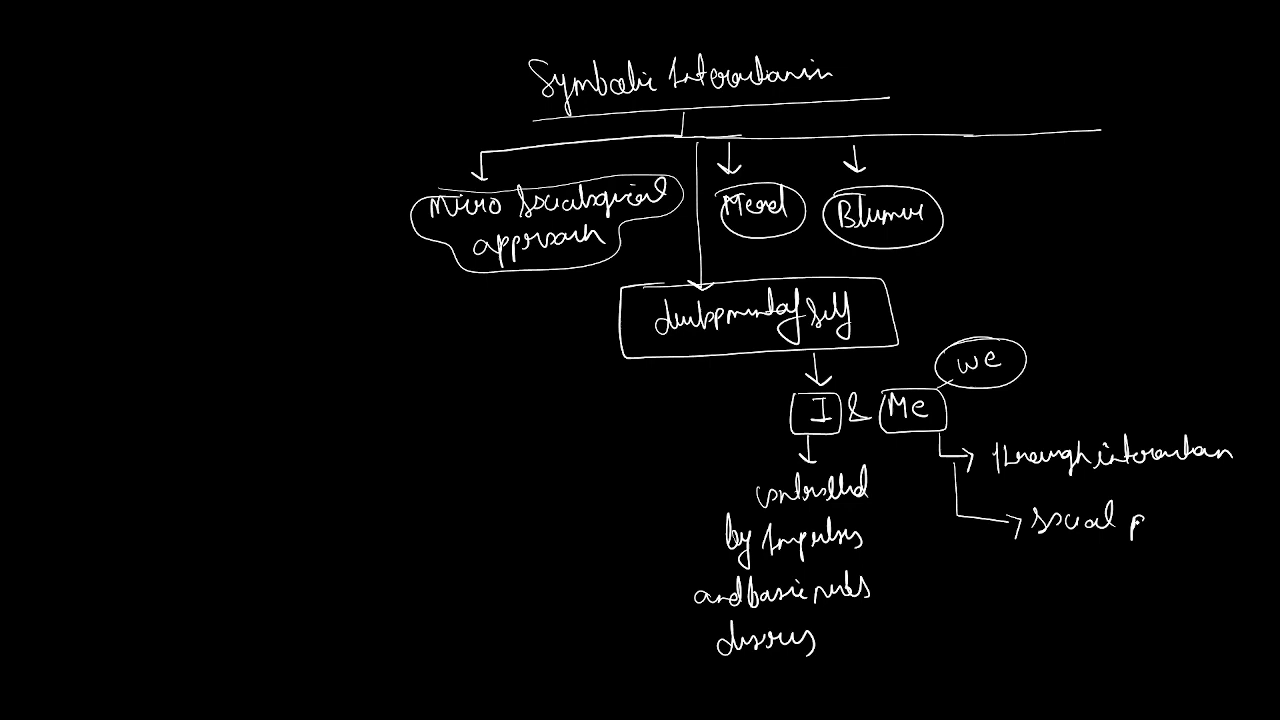 Symbolic Interactionism
Micro Sociological
approach
Mead
Blumer
development of self
we
I & Me
through interaction
controlled
social p
by Impulses
and basic
desires